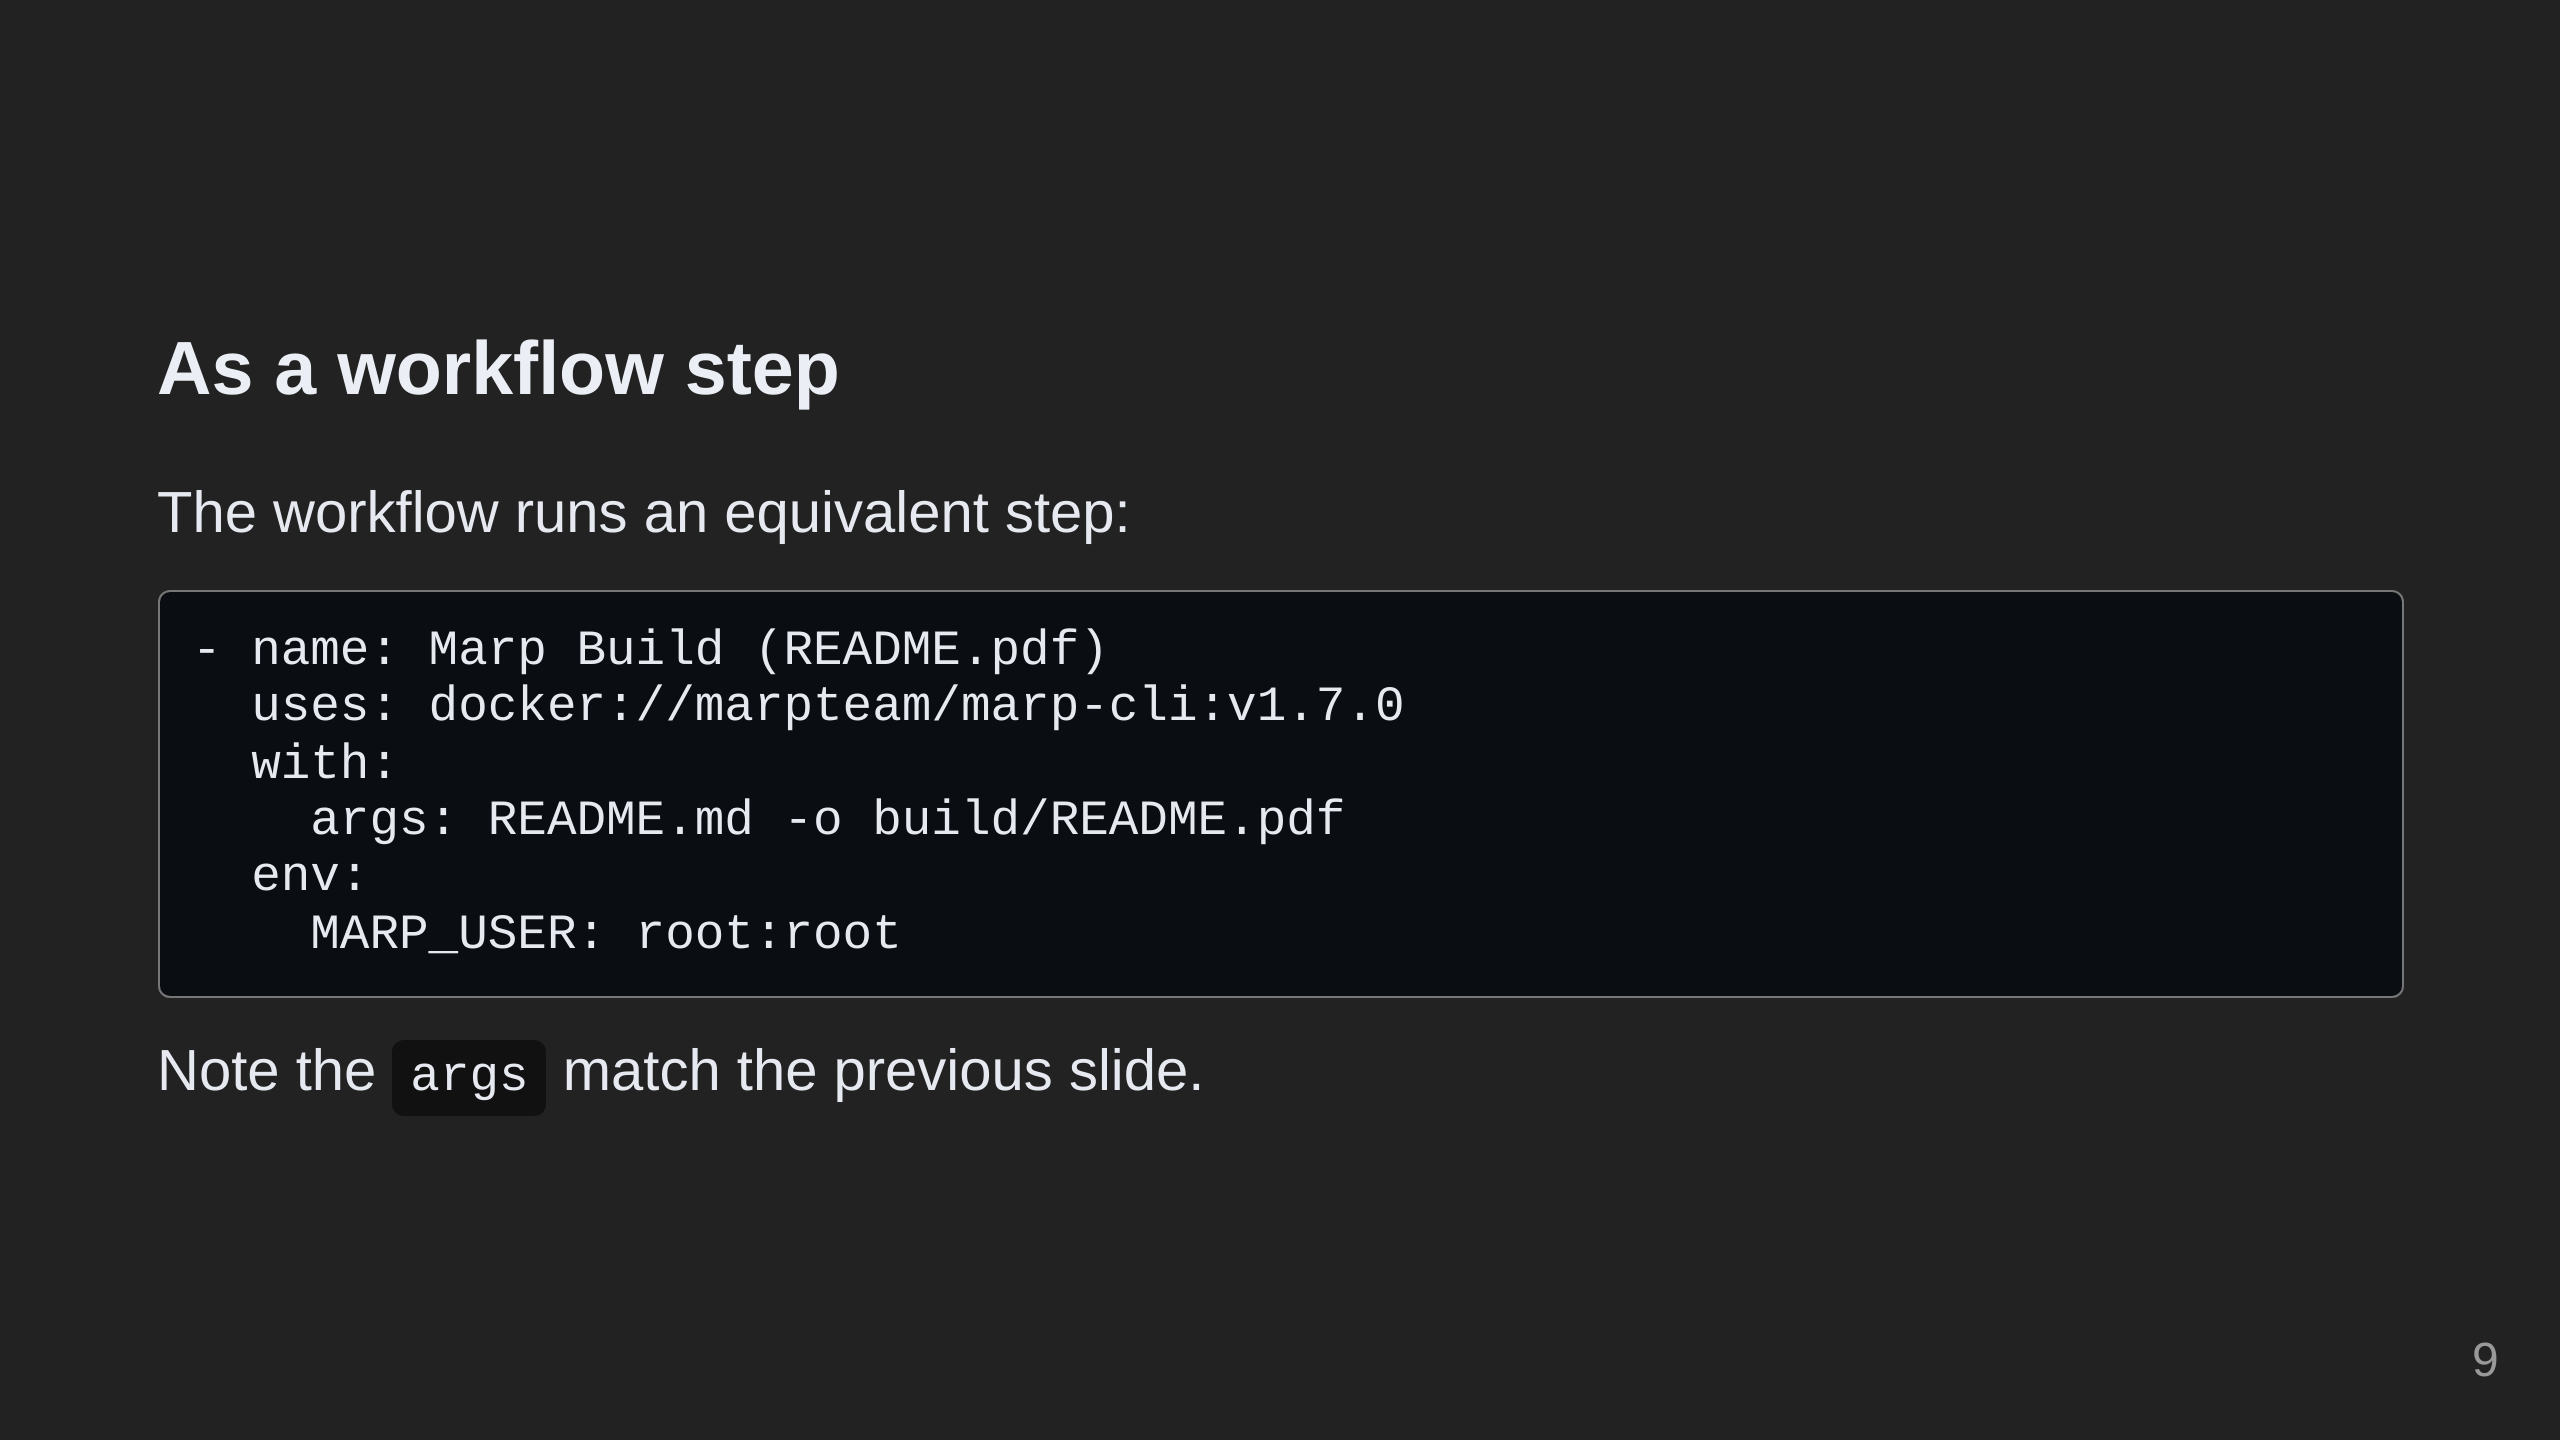 As a workflow step
The workflow runs an equivalent step:
- name: Marp Build (README.pdf)
  uses: docker://marpteam/marp-cli:v1.7.0
  with:
    args: README.md -o build/README.pdf
  env:
    MARP_USER: root:root
Note the args match the previous slide.
9